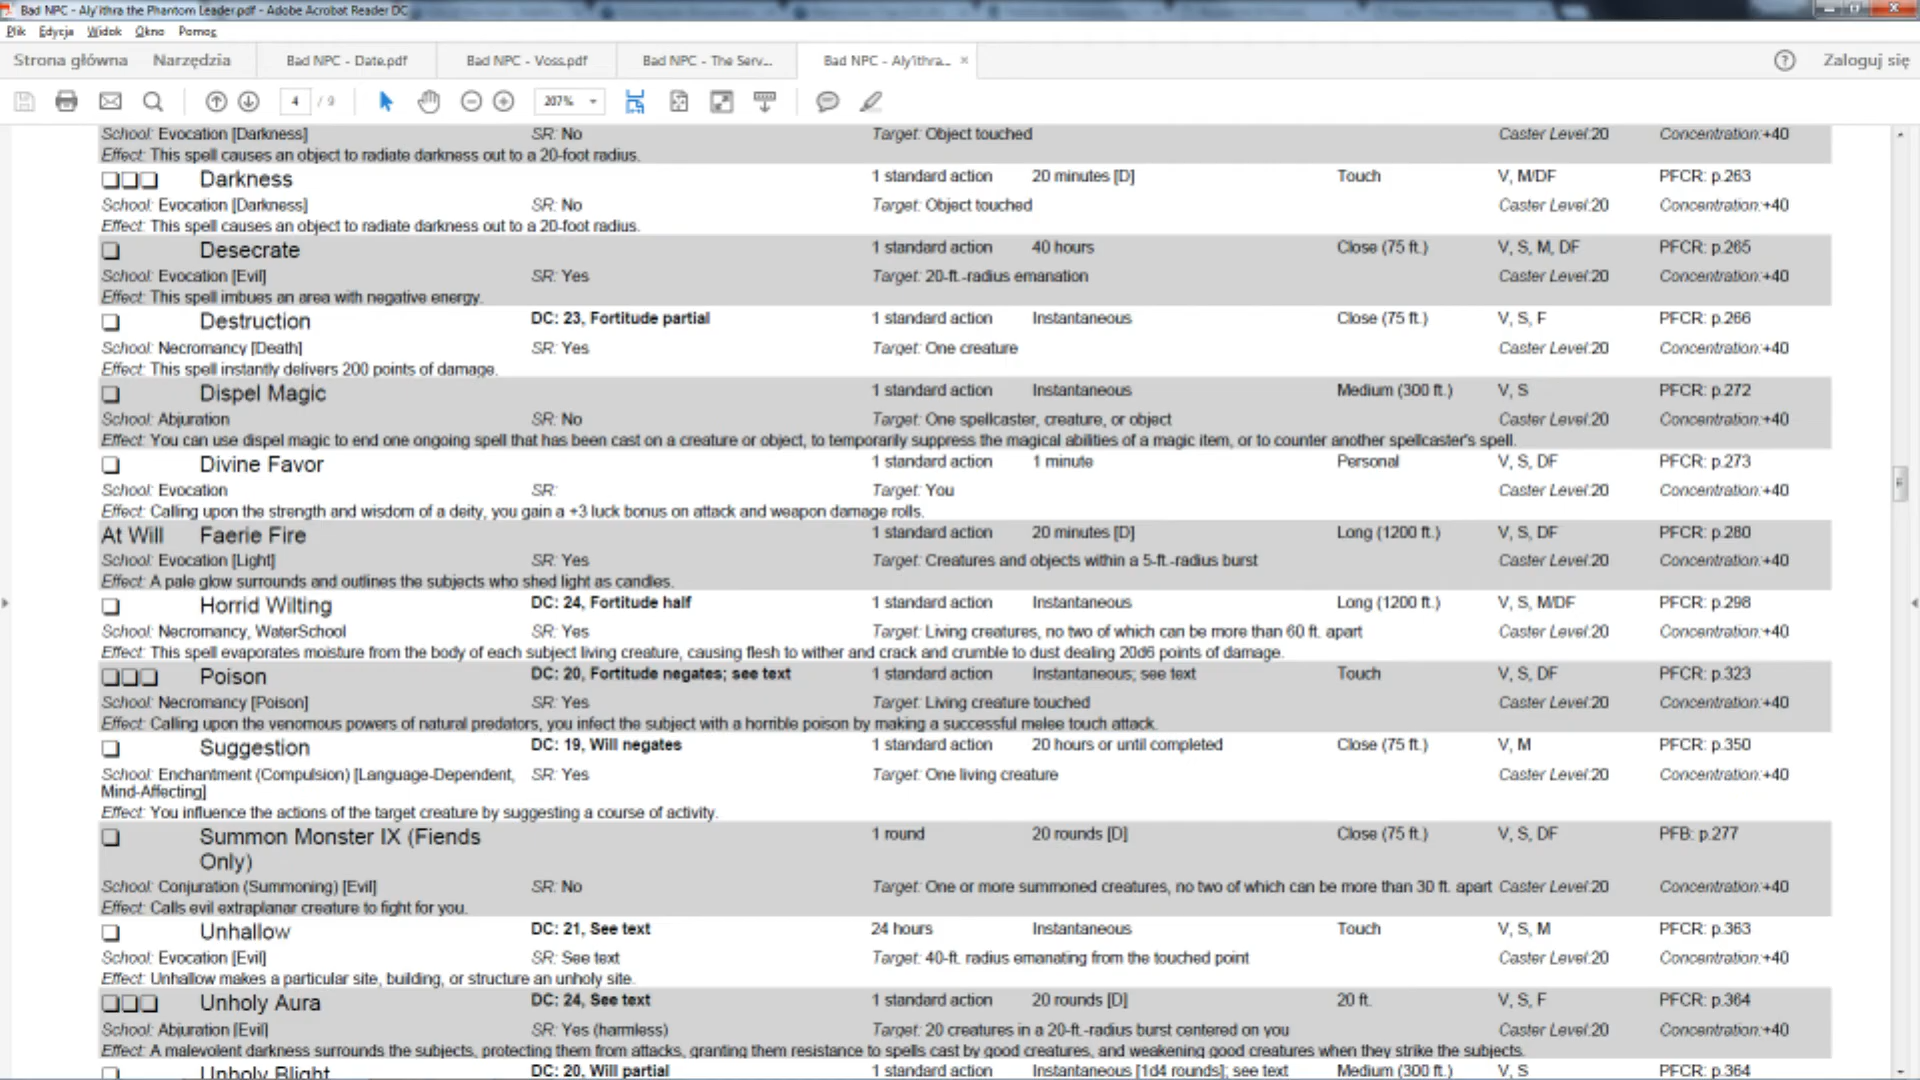 Bad NPC - Aly'ithra the Phantom Leader.pdf - Adobe Acrobat Reader DC
Plik Edycja Widok Okno Pomoc
Strona główna Narzędzia Bad NPC - Date.pdf Bad NPC - Voss.pdf Bad NPC - The Serv... Bad NPC - Aly'ithra... × ? Zaloguj się
4 / 9 207%
School: Evocation [Darkness] SR: No Target: Object touched Caster Level:20 Concentration:+40
Effect: This spell causes an object to radiate darkness out to a 20-foot radius.
Darkness 1 standard action 20 minutes [D] Touch V, M/DF PFCR: p.263
School: Evocation [Darkness] SR: No Target: Object touched Caster Level:20 Concentration:+40
Effect: This spell causes an object to radiate darkness out to a 20-foot radius.
Desecrate 1 standard action 40 hours Close (75 ft.) V, S, M, DF PFCR: p.265
School: Evocation [Evil] SR: Yes Target: 20-ft.-radius emanation Caster Level:20 Concentration:+40
Effect: This spell imbues an area with negative energy.
Destruction DC: 23, Fortitude partial 1 standard action Instantaneous Close (75 ft.) V, S, F PFCR: p.266
School: Necromancy [Death] SR: Yes Target: One creature Caster Level:20 Concentration:+40
Effect: This spell instantly delivers 200 points of damage.
Dispel Magic 1 standard action Instantaneous Medium (300 ft.) V, S PFCR: p.272
School: Abjuration SR: No Target: One spellcaster, creature, or object Caster Level:20 Concentration:+40
Effect: You can use dispel magic to end one ongoing spell that has been cast on a creature or object, to temporarily suppress the magical abilities of a magic item, or to counter another spellcaster's spell.
Divine Favor 1 standard action 1 minute Personal V, S, DF PFCR: p.273
School: Evocation SR: Target: You Caster Level:20 Concentration:+40
Effect: Calling upon the strength and wisdom of a deity, you gain a +3 luck bonus on attack and weapon damage rolls.
At Will Faerie Fire 1 standard action 20 minutes [D] Long (1200 ft.) V, S, DF PFCR: p.280
School: Evocation [Light] SR: Yes Target: Creatures and objects within a 5-ft.-radius burst Caster Level:20 Concentration:+40
Effect: A pale glow surrounds and outlines the subjects who shed light as candles.
Horrid Wilting DC: 24, Fortitude half 1 standard action Instantaneous Long (1200 ft.) V, S, M/DF PFCR: p.298
School: Necromancy, WaterSchool SR: Yes Target: Living creatures, no two of which can be more than 60 ft. apart Caster Level:20 Concentration:+40
Effect: This spell evaporates moisture from the body of each subject living creature, causing flesh to wither and crack and crumble to dust dealing 20d6 points of damage.
Poison DC: 20, Fortitude negates; see text 1 standard action Instantaneous; see text Touch V, S, DF PFCR: p.323
School: Necromancy [Poison] SR: Yes Target: Living creature touched Caster Level:20 Concentration:+40
Effect: Calling upon the venomous powers of natural predators, you infect the subject with a horrible poison by making a successful melee touch attack.
Suggestion DC: 19, Will negates 1 standard action 20 hours or until completed Close (75 ft.) V, M PFCR: p.350
School: Enchantment (Compulsion) [Language-Dependent, SR: Yes Target: One living creature Caster Level:20 Concentration:+40
Mind-Affecting]
Effect: You influence the actions of the target creature by suggesting a course of activity.
Summon Monster IX (Fiends 1 round 20 rounds [D] Close (75 ft.) V, S, DF PFB: p.277
Only)
School: Conjuration (Summoning) [Evil] SR: No Target: One or more summoned creatures, no two of which can be more than 30 ft. apart Caster Level:20 Concentration:+40
Effect: Calls evil extraplanar creature to fight for you.
Unhallow DC: 21, See text 24 hours Instantaneous Touch V, S, M PFCR: p.363
School: Evocation [Evil] SR: See text Target: 40-ft. radius emanating from the touched point Caster Level:20 Concentration:+40
Effect: Unhallow makes a particular site, building, or structure an unholy site.
Unholy Aura DC: 24, See text 1 standard action 20 rounds [D] 20 ft. V, S, F PFCR: p.364
School: Abjuration [Evil] SR: Yes (harmless) Target: 20 creatures in a 20-ft.-radius burst centered on you Caster Level:20 Concentration:+40
Effect: A malevolent darkness surrounds the subjects, protecting them from attacks, granting them resistance to spells cast by good creatures, and weakening good creatures when they strike the subjects.
Unholy Blight DC: 20, Will partial 1 standard action Instantaneous [1d4 rounds]; see text Medium (300 ft.) V, S PFCR: p.364